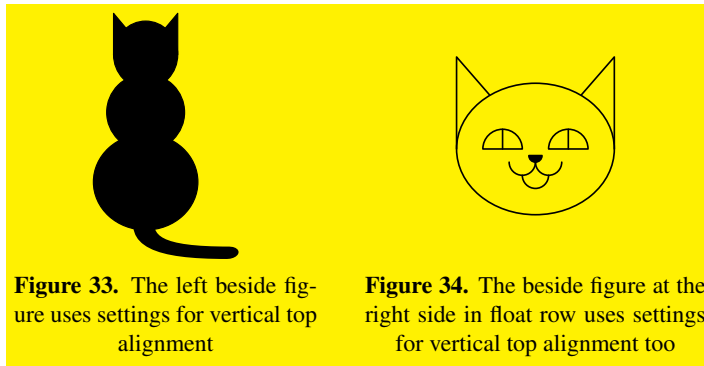 Figure 33. The left beside fig-
ure uses settings for vertical top
alignment
Figure 34. The beside figure at the
right side in float row uses settings
for vertical top alignment too